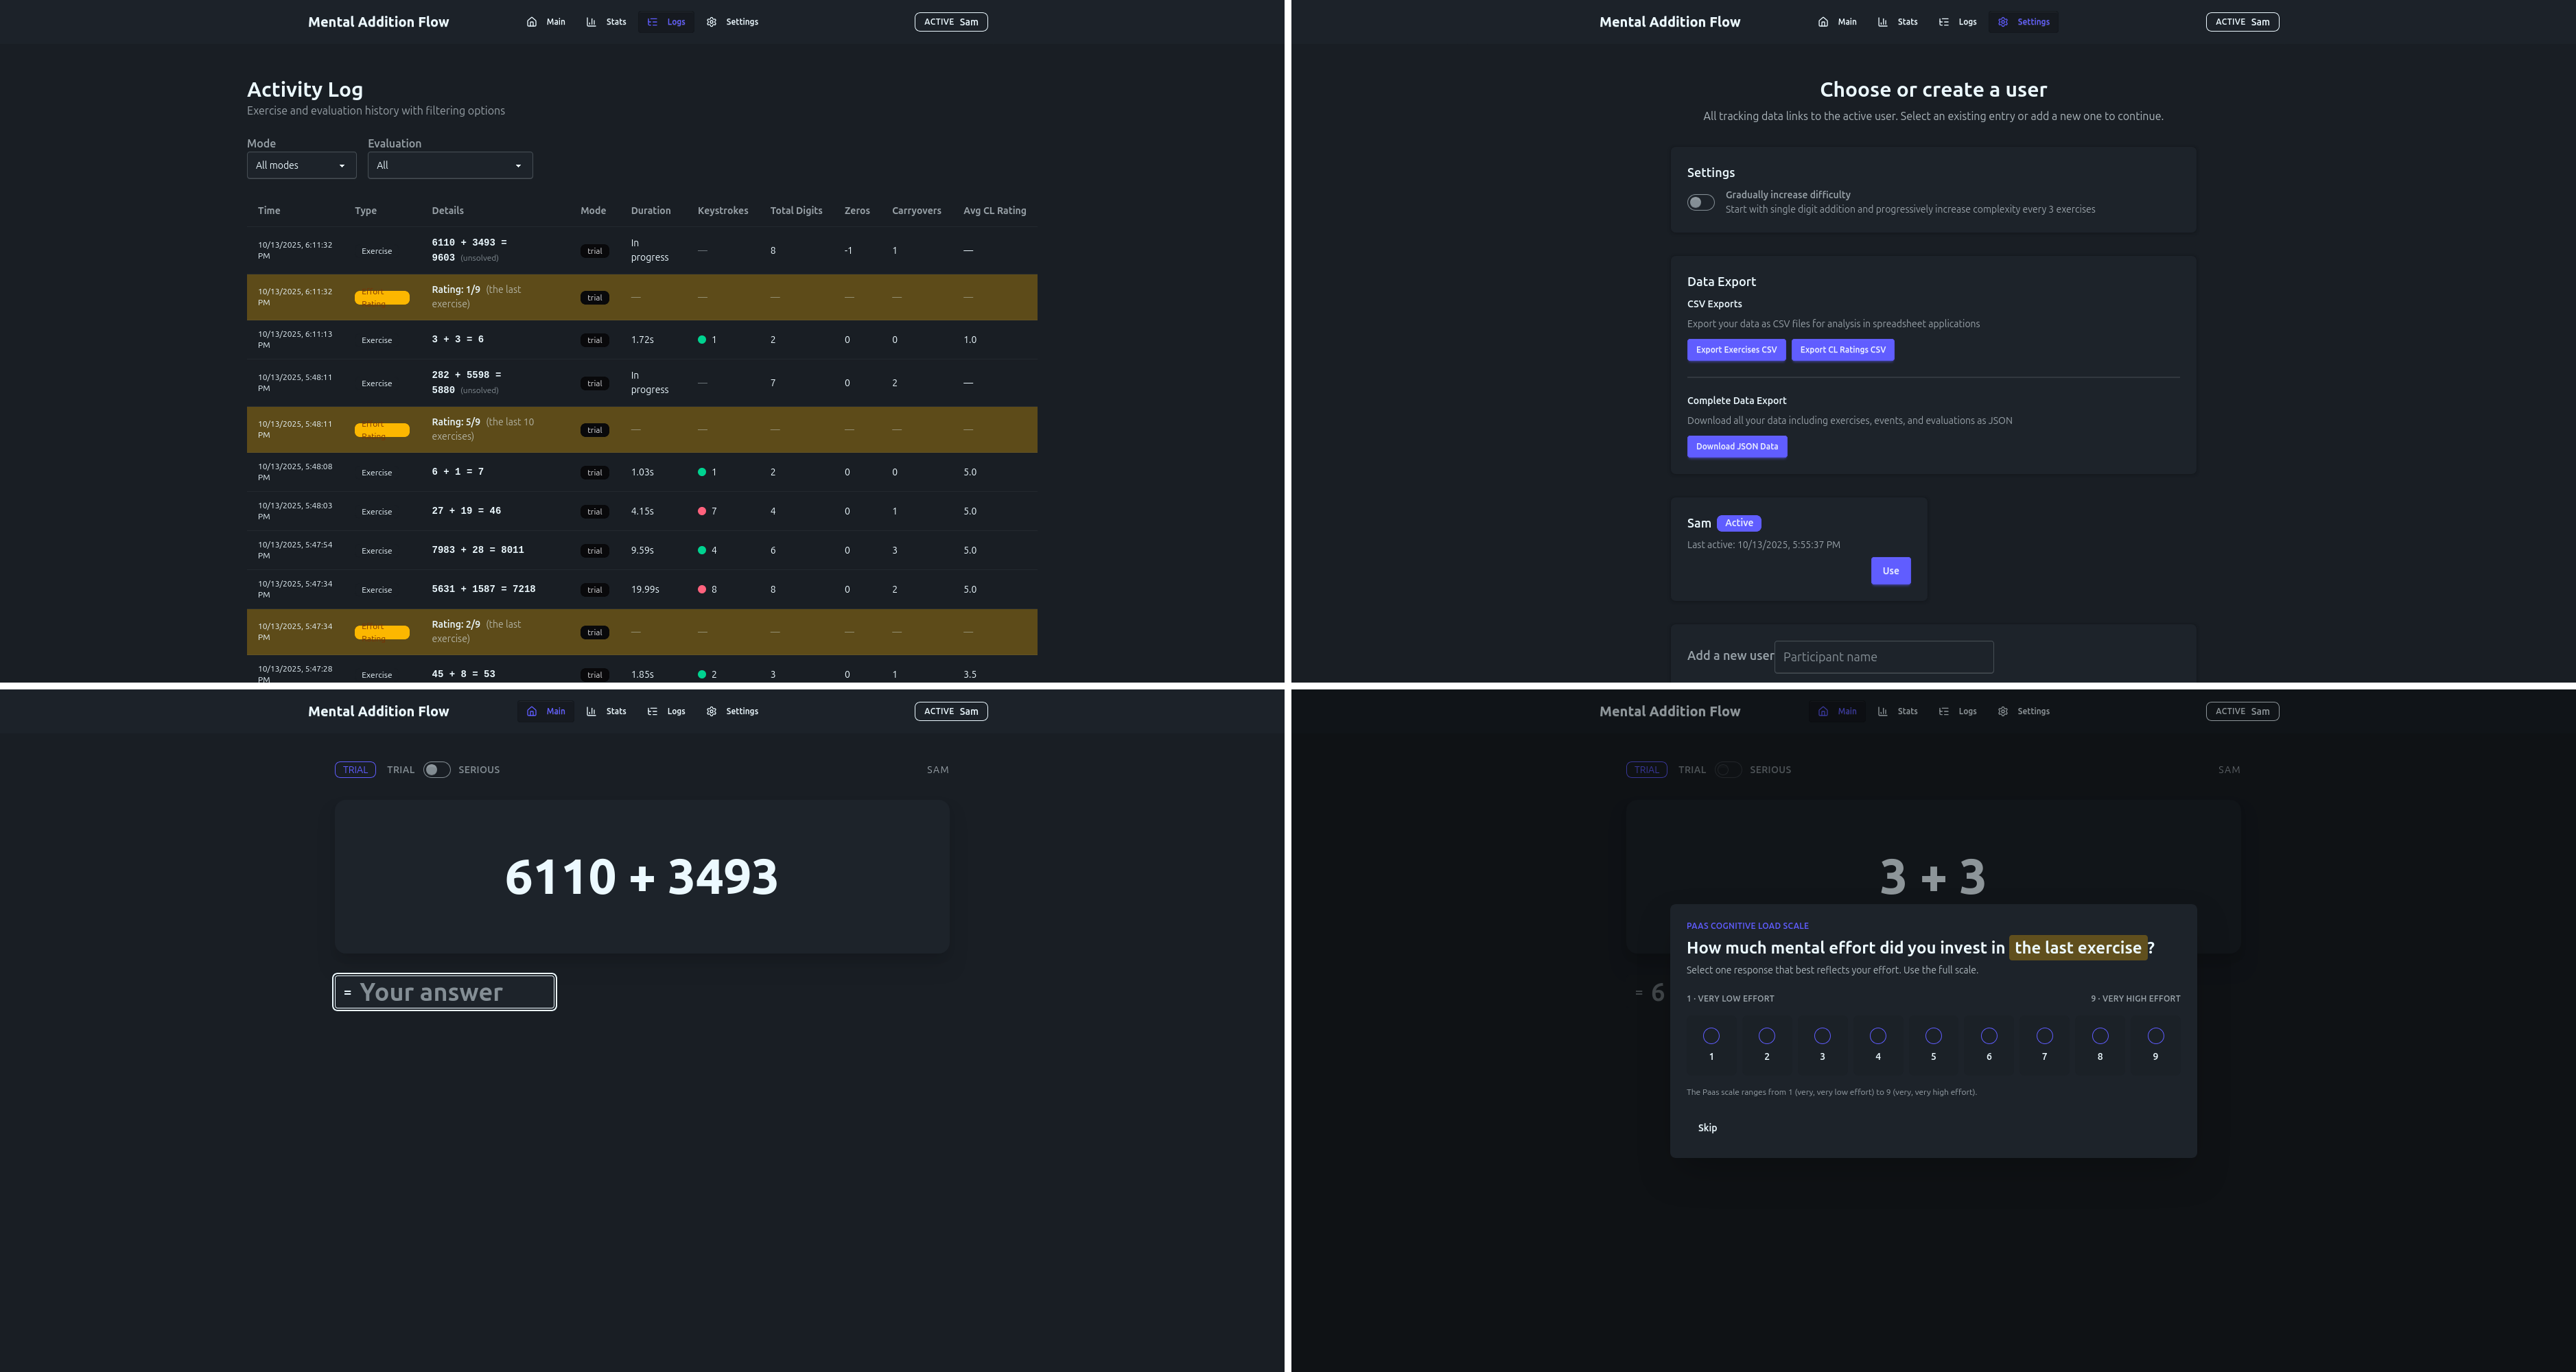 Mental Addition Flow Main Stats Logs Settings ACTIVE Sam
Activity Log
Exercise and evaluation history with filtering options
Mode Evaluation
All modes All
Time Type Details Mode Duration Keystrokes Total Digits Zeros Carryovers Avg CL Rating
10/13/2025, 6:11:32 PM Exercise 6110 + 3493 = 9603 (unsolved) trial In progress — 8 -1 1 —
10/13/2025, 6:11:32 PM Effort Rating Rating: 1/9 (the last exercise) trial — — — — — —
10/13/2025, 6:11:13 PM Exercise 3 + 3 = 6 trial 1.72s 1 2 0 0 1.0
10/13/2025, 5:48:11 PM Exercise 282 + 5598 = 5880 (unsolved) trial In progress — 7 0 2 —
10/13/2025, 5:48:11 PM Effort Rating Rating: 5/9 (the last 10 exercises) trial — — — — — —
10/13/2025, 5:48:08 PM Exercise 6 + 1 = 7 trial 1.03s 1 2 0 0 5.0
10/13/2025, 5:48:03 PM Exercise 27 + 19 = 46 trial 4.15s 7 4 0 1 5.0
10/13/2025, 5:47:54 PM Exercise 7983 + 28 = 8011 trial 9.59s 4 6 0 3 5.0
10/13/2025, 5:47:34 PM Exercise 5631 + 1587 = 7218 trial 19.99s 8 8 0 2 5.0
10/13/2025, 5:47:34 PM Effort Rating Rating: 2/9 (the last exercise) trial — — — — — —
10/13/2025, 5:47:28 PM Exercise 45 + 8 = 53 trial 1.85s 2 3 0 1 3.5
Mental Addition Flow Main Stats Logs Settings ACTIVE Sam
Choose or create a user
All tracking data links to the active user. Select an existing entry or add a new one to continue.
Settings
Gradually increase difficulty
Start with single digit addition and progressively increase complexity every 3 exercises
Data Export
CSV Exports
Export your data as CSV files for analysis in spreadsheet applications
Export Exercises CSV Export CL Ratings CSV
Complete Data Export
Download all your data including exercises, events, and evaluations as JSON
Download JSON Data
Sam Active
Last active: 10/13/2025, 5:55:37 PM
Use
Add a new user Participant name
Mental Addition Flow Main Stats Logs Settings ACTIVE Sam
TRIAL TRIAL SERIOUS SAM
6110 + 3493
= Your answer
Mental Addition Flow Main Stats Logs Settings ACTIVE Sam
TRIAL TRIAL SERIOUS SAM
3 + 3
= 6
PAAS COGNITIVE LOAD SCALE
How much mental effort did you invest in the last exercise ?
Select one response that best reflects your effort. Use the full scale.
1 · VERY LOW EFFORT 9 · VERY HIGH EFFORT
1 2 3 4 5 6 7 8 9
The Paas scale ranges from 1 (very, very low effort) to 9 (very, very high effort).
Skip